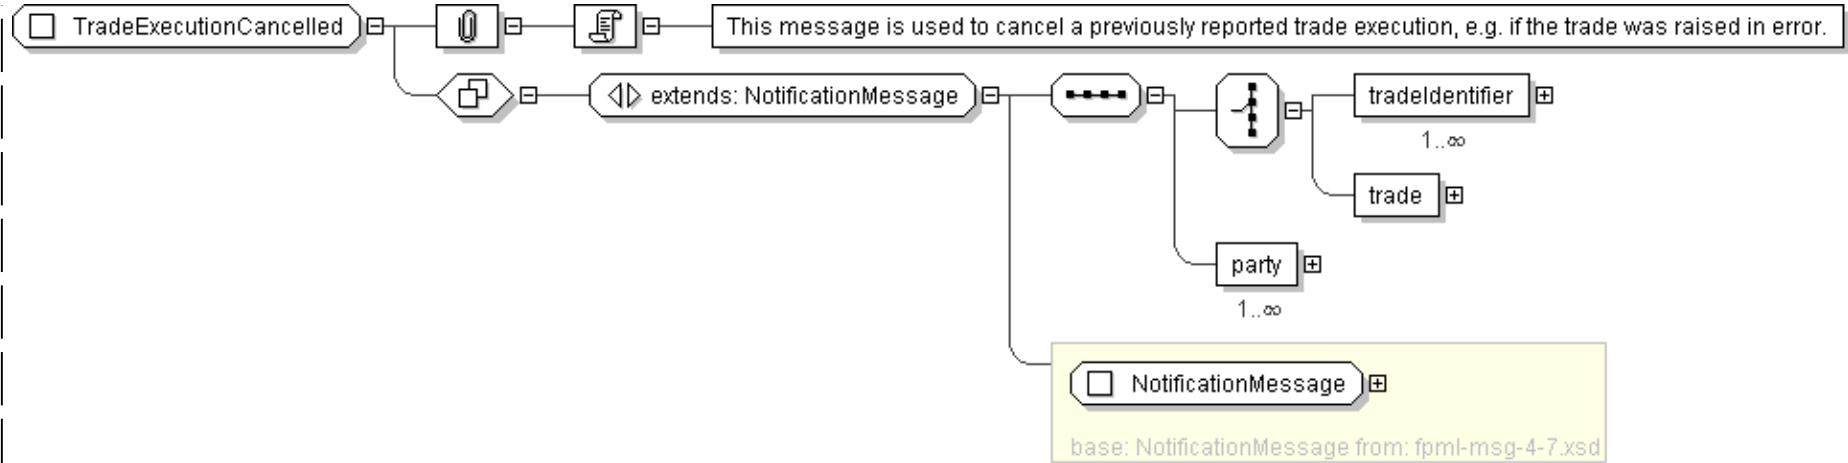 TradeExecutionCancelled
This message is used to cancel a previously reported trade execution, e.g. if the trade was raised in error.
extends: NotificationMessage
tradeIdentifier
1..∞
trade
party
1..∞
NotificationMessage
base: NotificationMessage from: fpml-msg-4-7.xsd